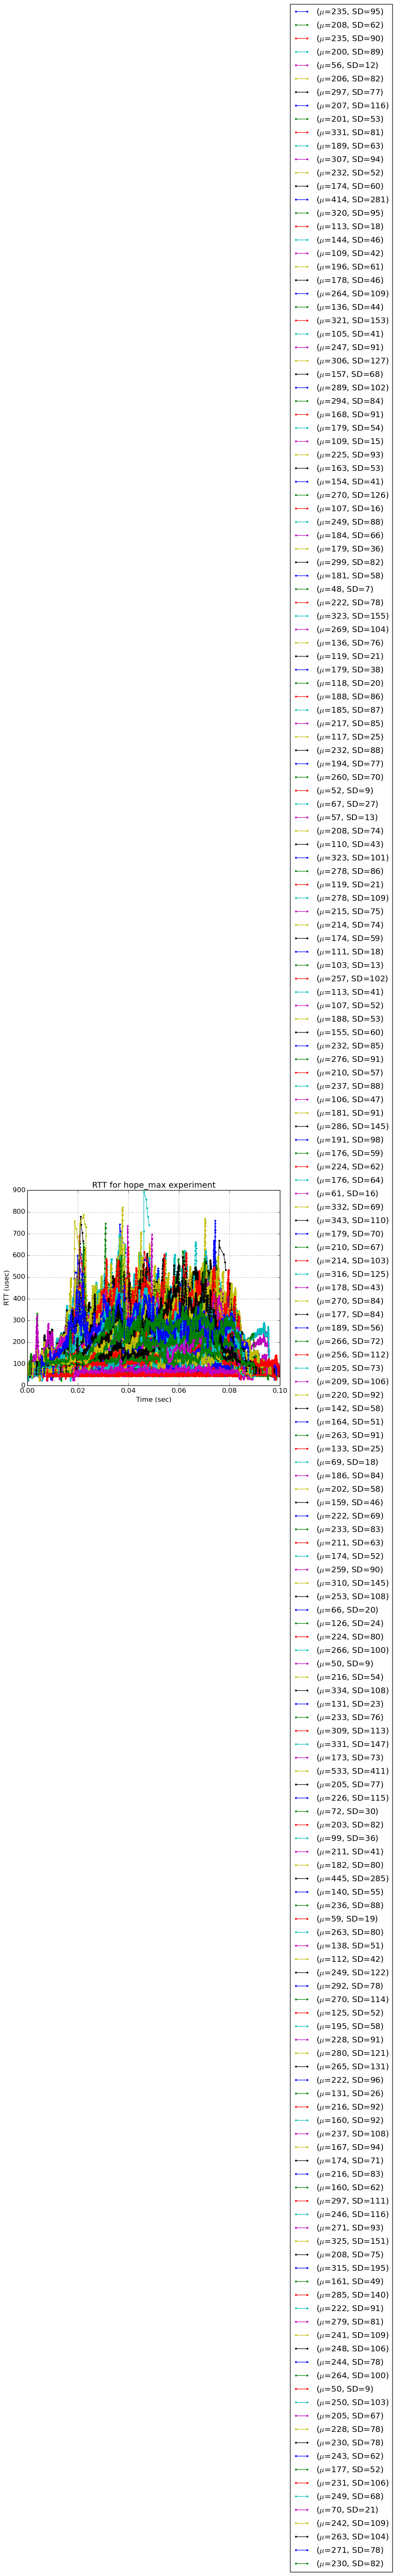 (μ=235, SD=95)
(μ=208, SD=62)
(μ=235, SD=90)
(μ=200, SD=89)
(μ=56, SD=12)
(μ=206, SD=82)
(μ=297, SD=77)
(μ=207, SD=116)
(μ=201, SD=53)
(μ=331, SD=81)
(μ=189, SD=63)
(μ=307, SD=94)
(μ=232, SD=52)
(μ=174, SD=60)
(μ=414, SD=281)
(μ=320, SD=95)
(μ=113, SD=18)
(μ=144, SD=46)
(μ=109, SD=42)
(μ=196, SD=61)
(μ=178, SD=46)
(μ=264, SD=109)
(μ=136, SD=44)
(μ=321, SD=153)
(μ=105, SD=41)
(μ=247, SD=91)
(μ=306, SD=127)
(μ=157, SD=68)
(μ=289, SD=102)
(μ=294, SD=84)
(μ=168, SD=91)
(μ=179, SD=54)
(μ=109, SD=15)
(μ=225, SD=93)
(μ=163, SD=53)
(μ=154, SD=41)
(μ=270, SD=126)
(μ=107, SD=16)
(μ=249, SD=88)
(μ=184, SD=66)
(μ=179, SD=36)
(μ=299, SD=82)
(μ=181, SD=58)
(μ=48, SD=7)
(μ=222, SD=78)
(μ=323, SD=155)
(μ=269, SD=104)
(μ=136, SD=76)
(μ=119, SD=21)
(μ=179, SD=38)
(μ=118, SD=20)
(μ=188, SD=86)
(μ=185, SD=87)
(μ=217, SD=85)
(μ=117, SD=25)
(μ=232, SD=88)
(μ=194, SD=77)
(μ=260, SD=70)
(μ=52, SD=9)
(μ=67, SD=27)
(μ=57, SD=13)
(μ=208, SD=74)
(μ=110, SD=43)
(μ=323, SD=101)
(μ=278, SD=86)
(μ=119, SD=21)
(μ=278, SD=109)
(μ=215, SD=75)
(μ=214, SD=74)
(μ=174, SD=59)
(μ=111, SD=18)
(μ=103, SD=13)
(μ=257, SD=102)
(μ=113, SD=41)
(μ=107, SD=52)
(μ=188, SD=53)
(μ=155, SD=60)
(μ=232, SD=85)
(μ=276, SD=91)
(μ=210, SD=57)
(μ=237, SD=88)
(μ=106, SD=47)
(μ=181, SD=91)
(μ=286, SD=145)
(μ=191, SD=98)
(μ=176, SD=59)
(μ=224, SD=62)
(μ=176, SD=64)
(μ=61, SD=16)
(μ=332, SD=69)
(μ=343, SD=110)
(μ=179, SD=70)
(μ=210, SD=67)
(μ=214, SD=103)
(μ=316, SD=125)
(μ=178, SD=43)
(μ=270, SD=84)
(μ=177, SD=84)
(μ=189, SD=56)
(μ=266, SD=72)
(μ=256, SD=112)
(μ=205, SD=73)
(μ=209, SD=106)
(μ=220, SD=92)
(μ=142, SD=58)
(μ=164, SD=51)
(μ=263, SD=91)
(μ=133, SD=25)
(μ=69, SD=18)
(μ=186, SD=84)
(μ=202, SD=58)
(μ=159, SD=46)
(μ=222, SD=69)
(μ=233, SD=83)
(μ=211, SD=63)
(μ=174, SD=52)
(μ=259, SD=90)
(μ=310, SD=145)
(μ=253, SD=108)
(μ=66, SD=20)
(μ=126, SD=24)
(μ=224, SD=80)
(μ=266, SD=100)
(μ=50, SD=9)
(μ=216, SD=54)
(μ=334, SD=108)
(μ=131, SD=23)
(μ=233, SD=76)
(μ=309, SD=113)
(μ=331, SD=147)
(μ=173, SD=73)
(μ=533, SD=411)
(μ=205, SD=77)
(μ=226, SD=115)
(μ=72, SD=30)
(μ=203, SD=82)
(μ=99, SD=36)
(μ=211, SD=41)
(μ=182, SD=80)
(μ=445, SD=285)
(μ=140, SD=55)
(μ=236, SD=88)
(μ=59, SD=19)
(μ=263, SD=80)
(μ=138, SD=51)
(μ=112, SD=42)
(μ=249, SD=122)
(μ=292, SD=78)
(μ=270, SD=114)
(μ=125, SD=52)
(μ=195, SD=58)
(μ=228, SD=91)
(μ=280, SD=121)
(μ=265, SD=131)
(μ=222, SD=96)
(μ=131, SD=26)
(μ=216, SD=92)
(μ=160, SD=92)
(μ=237, SD=108)
(μ=167, SD=94)
(μ=174, SD=71)
(μ=216, SD=83)
(μ=160, SD=62)
(μ=297, SD=111)
(μ=246, SD=116)
(μ=271, SD=93)
(μ=325, SD=151)
(μ=208, SD=75)
(μ=315, SD=195)
(μ=161, SD=49)
(μ=285, SD=140)
(μ=222, SD=91)
(μ=279, SD=81)
(μ=241, SD=109)
(μ=248, SD=106)
(μ=244, SD=78)
(μ=264, SD=100)
(μ=50, SD=9)
(μ=250, SD=103)
(μ=205, SD=67)
(μ=228, SD=78)
(μ=230, SD=78)
(μ=243, SD=62)
(μ=177, SD=52)
(μ=231, SD=106)
(μ=249, SD=68)
(μ=70, SD=21)
(μ=242, SD=109)
(μ=263, SD=104)
(μ=271, SD=78)
(μ=230, SD=82)
RTT for hope_max experiment
RTT (usec)
900
800
700
600
500
400
300
200
100
0
0.00 0.02 0.04 0.06 0.08 0.10
Time (sec)